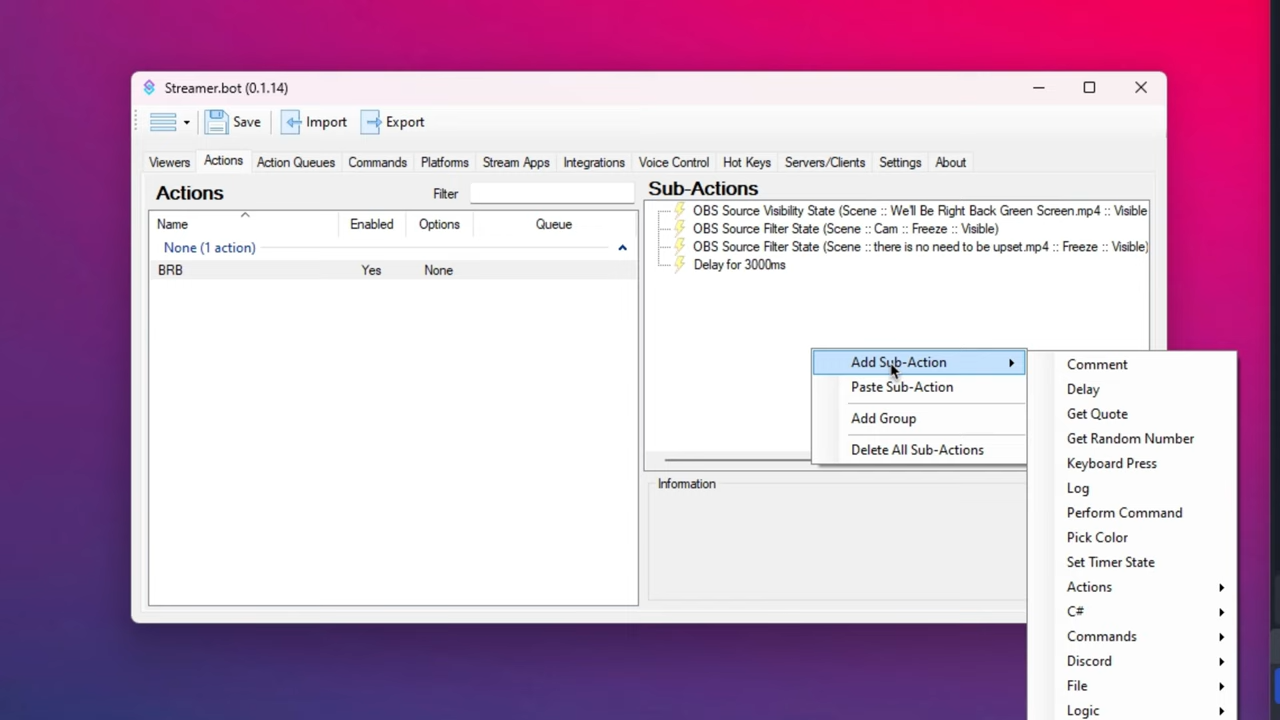 Streamer.bot (0.1.14)
Save Import Export
Viewers Actions Action Queues Commands Platforms Stream Apps Integrations Voice Control Hot Keys Servers/Clients Settings About
Actions Filter
Name Enabled Options Queue
None (1 action)
BRB Yes None
Sub-Actions
OBS Source Visibility State (Scene :: We'll Be Right Back Green Screen.mp4 :: Visible
OBS Source Filter State (Scene :: Cam :: Freeze :: Visible)
OBS Source Filter State (Scene :: there is no need to be upset.mp4 :: Freeze :: Visible)
Delay for 3000ms
Information
Add Sub-Action
Paste Sub-Action
Add Group
Delete All Sub-Actions
Comment
Delay
Get Quote
Get Random Number
Keyboard Press
Log
Perform Command
Pick Color
Set Timer State
Actions
C#
Commands
Discord
File
Logic